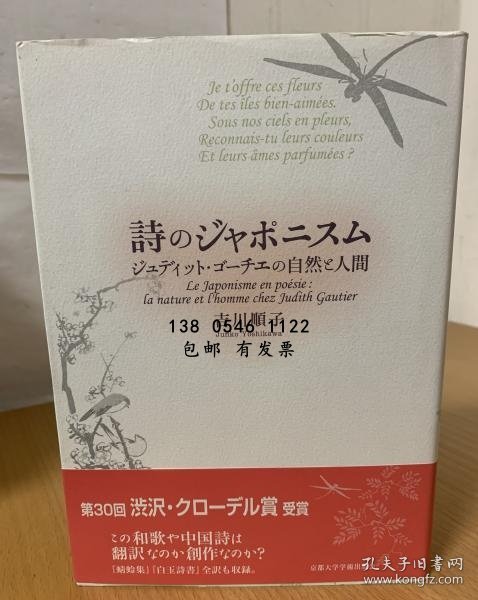 Je t'offre ces fleurs
De tes îles bien-aimées.
Sous nos ciels en pleurs,
Reconnais-tu leurs couleurs
Et leurs âmes parfumées ?
詩のジャポニスム
ジュディット・ゴーチエの自然と人間
Le Japonisme en poésie :
la nature et l'homme chez Judith Gautier
吉川順子
138 0546 1122
Junko Yoshikawa
包邮 有发票
第30回 渋沢・クローデル賞 受賞
この和歌や中国詩は
翻訳なのか創作なのか？
『蜻蛉集』『白玉詩書』全訳も収録。
京都大学学術出
孔夫子旧书网
kongfz.com